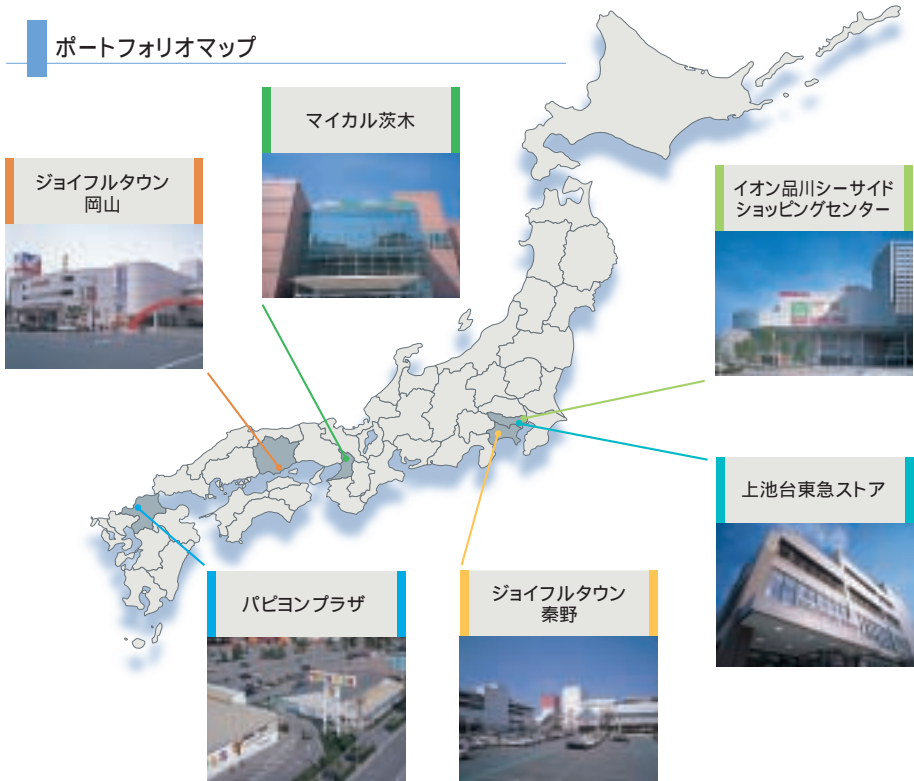 ポートフォリオマップ
マイカル茨木
ジョイフルタウン
岡山
イオン品川シーサイド
ショッピングセンター
上池台東急ストア
パピヨンプラザ
ジョイフルタウン
秦野